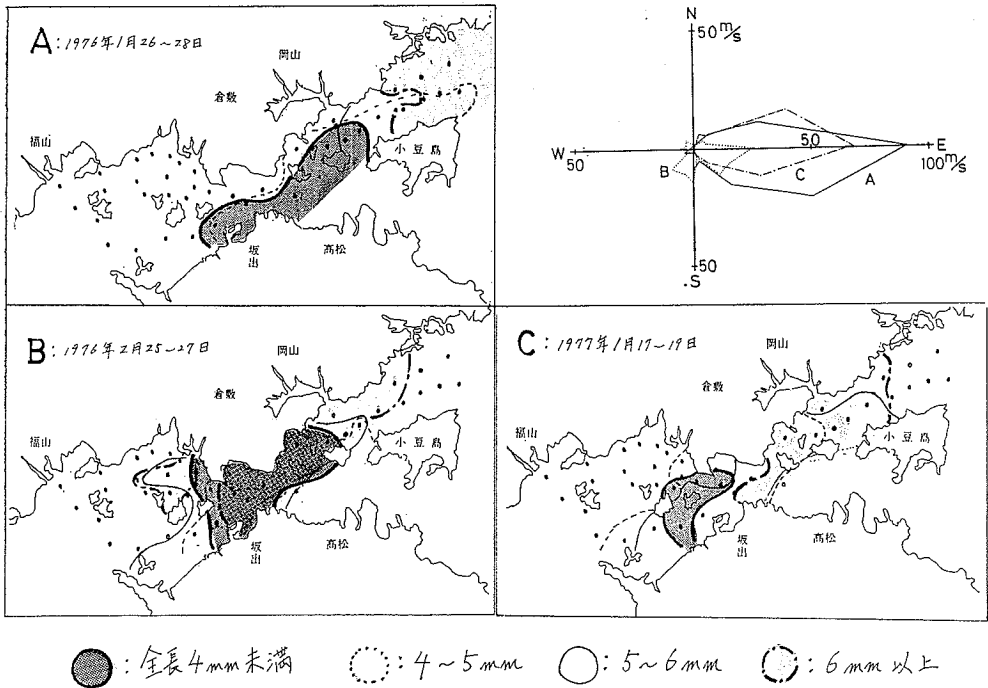 A: 1976年1月26~28日
岡山
倉敷
福山
小豆島
坂出
高松
N
50 m/s
W
50
50
E
100 m/s
B
C
A
50
S
B: 1976年2月25~27日
岡山
倉敷
福山
小豆島
坂出
高松
C: 1977年1月17~19日
岡山
倉敷
福山
小豆島
坂出
高松
: 全長4mm未満
: 4~5mm
: 5~6mm
: 6mm以上